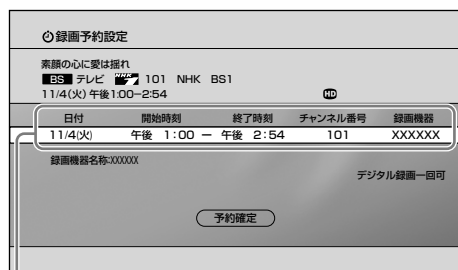 録画予約設定
素顔の心に愛は揺れ
BS テレビ NHK 101 NHK BS1
11/4(火)午後1:00−2:54 HD
日付 開始時刻 終了時刻 チャンネル番号 録画機器
11/4(火) 午後 1:00 − 午後 2:54 101 XXXXXX
録画機器名称:XXXXXX
デジタル録画一回可
予約確定